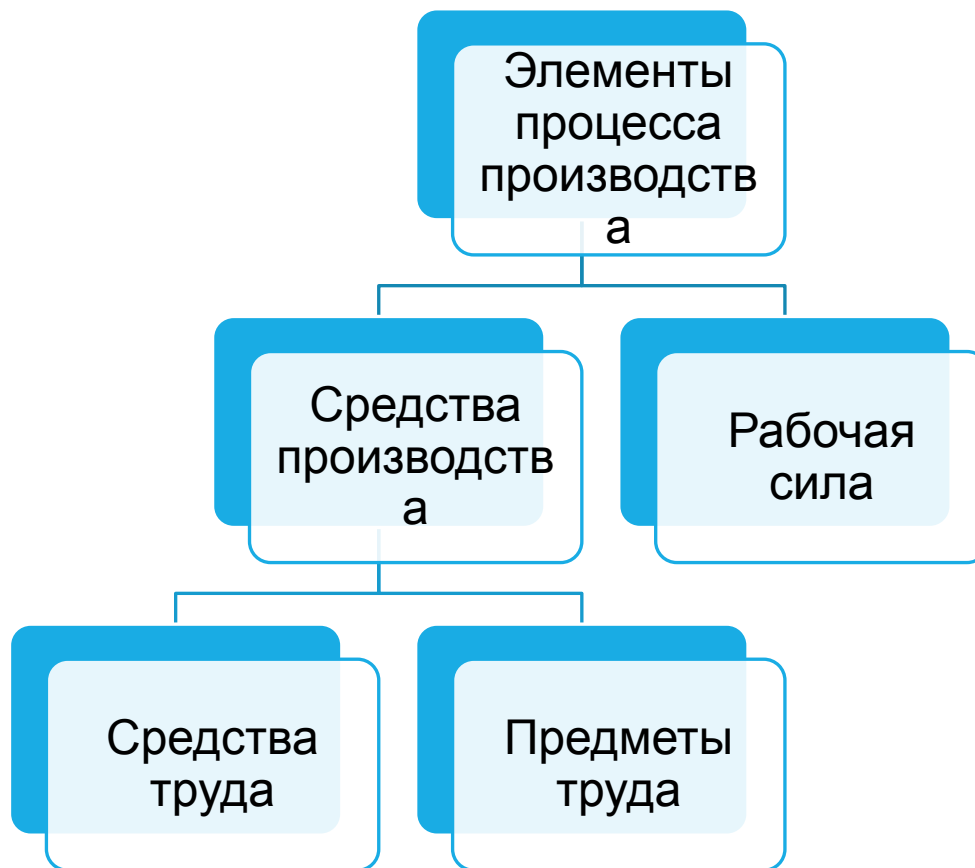 Элементы
процесса
производств
а
Средства
производств
а
Рабочая
сила
Средства
труда
Предметы
труда